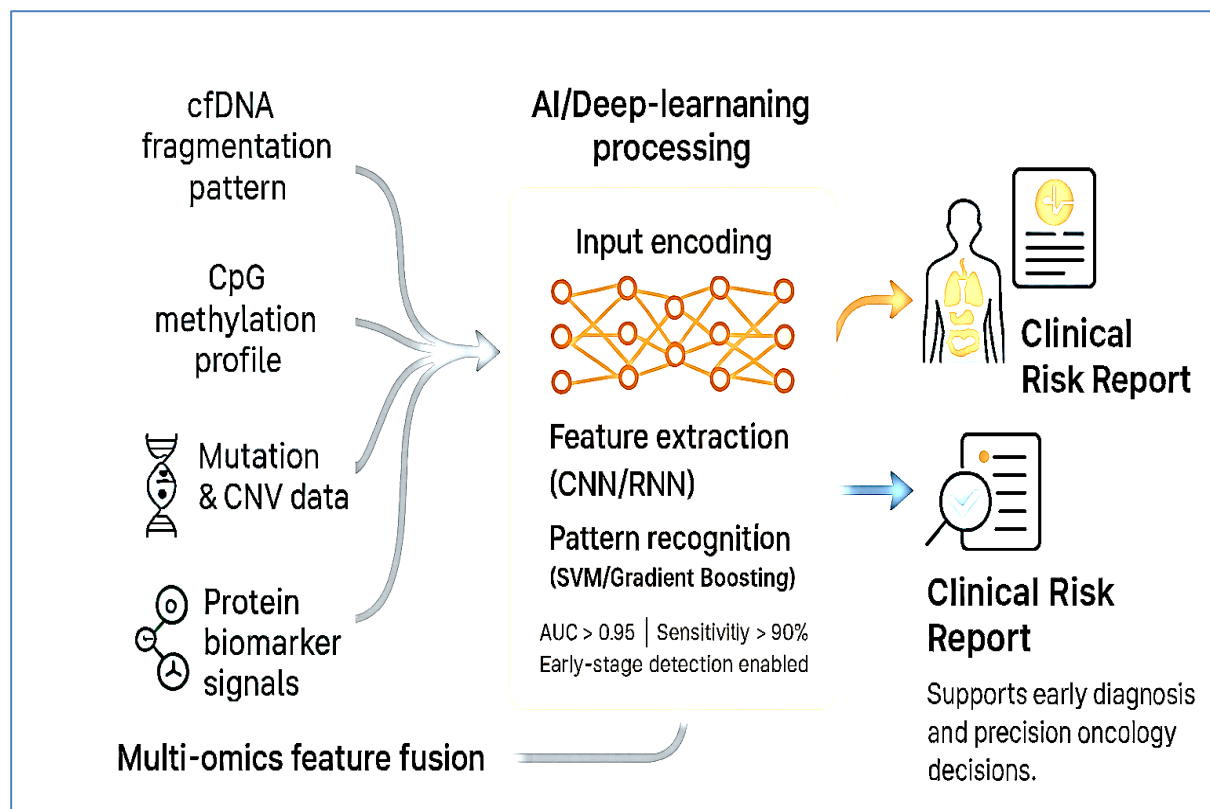 cfDNA
fragmentation
pattern
CpG
methylation
profile
Mutation
& CNV data
Protein
biomarker
signals
Multi-omics feature fusion
AI/Deep-learnaning
processing
Input encoding
Feature extraction
(CNN/RNN)
Pattern recognition
(SVM/Gradient Boosting)
AUC > 0.95 | Sensitivitly > 90%
Early-stage detection enabled
Clinical
Risk Report
Clinical Risk
Report
Supports early diagnosis
and precision oncology
decisions.